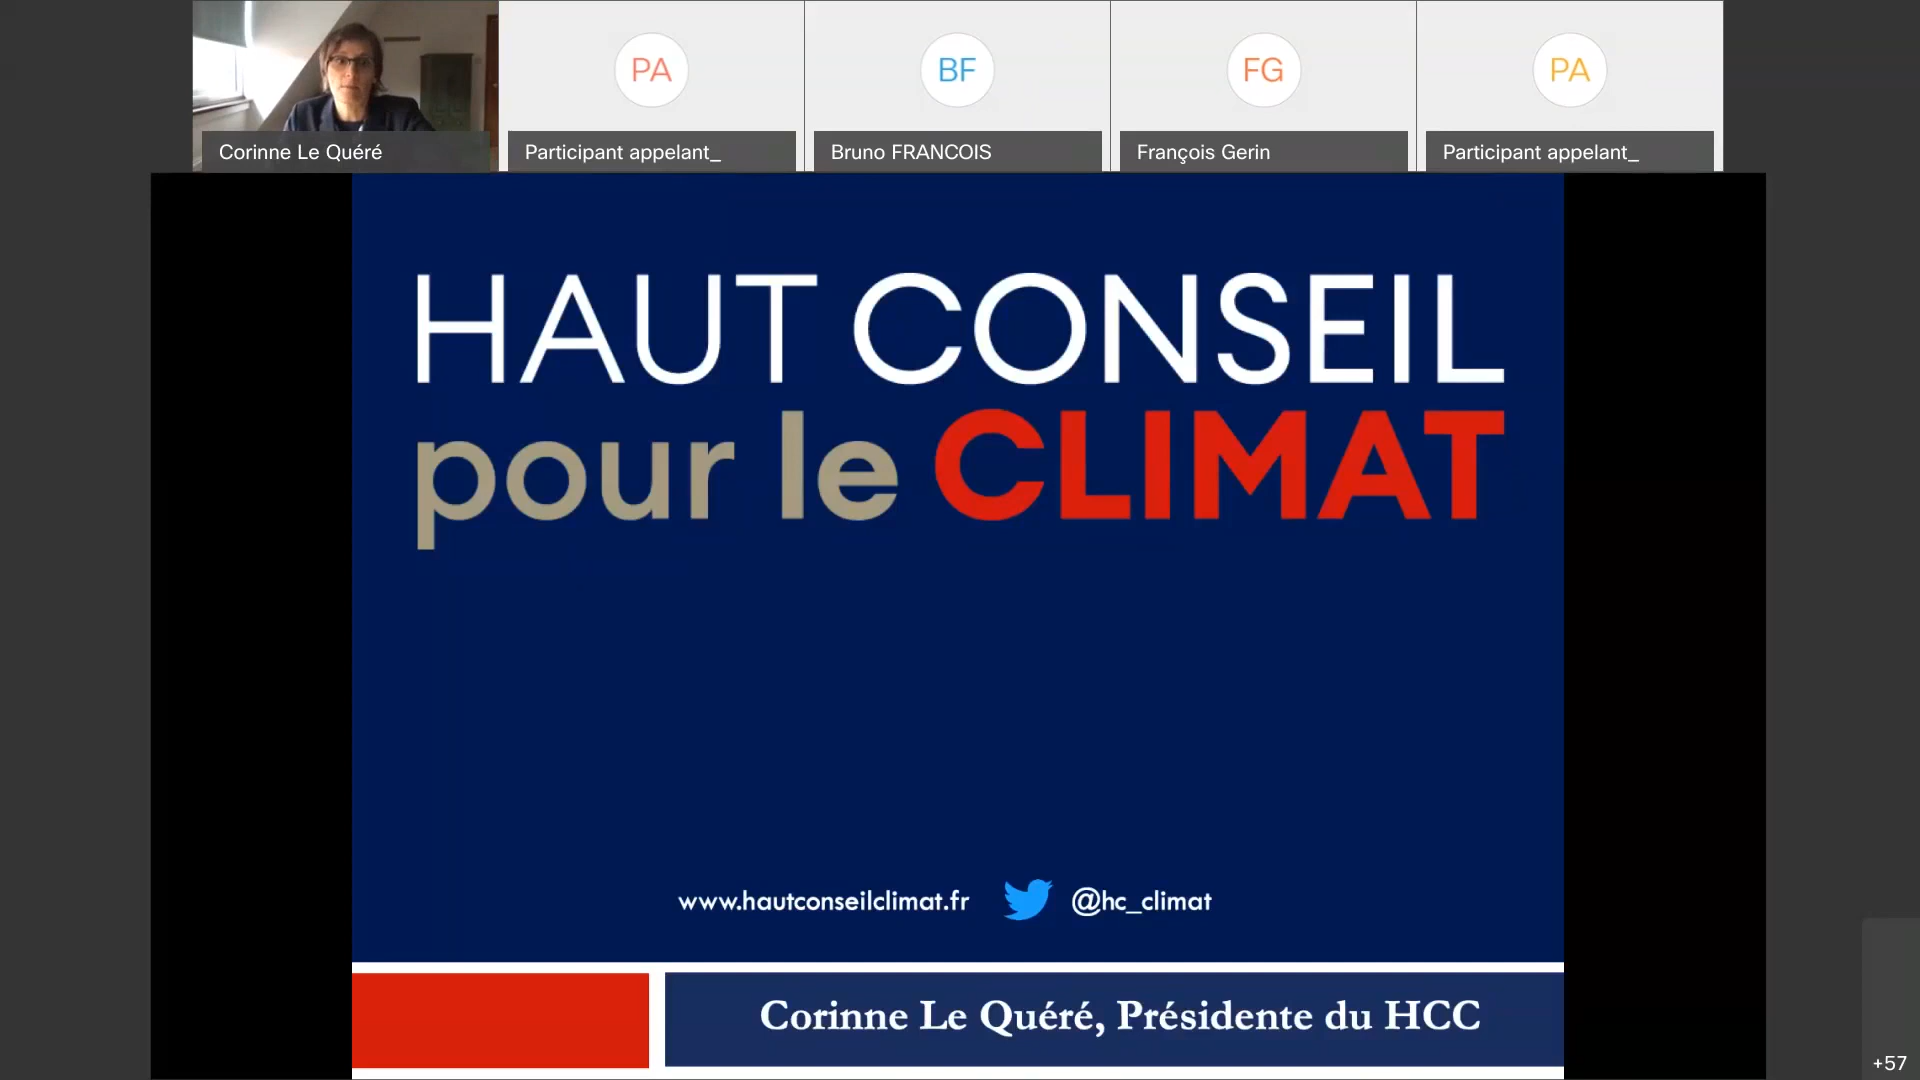 PA
BF
FG
PA
Corinne Le Quéré
Participant appelant_
Bruno FRANCOIS
François Gerin
Participant appelant_
HAUT CONSEIL
pour le CLIMAT
www.hautconseilclimat.fr
@hc_climat
Corinne Le Quéré, Présidente du HCC
+57